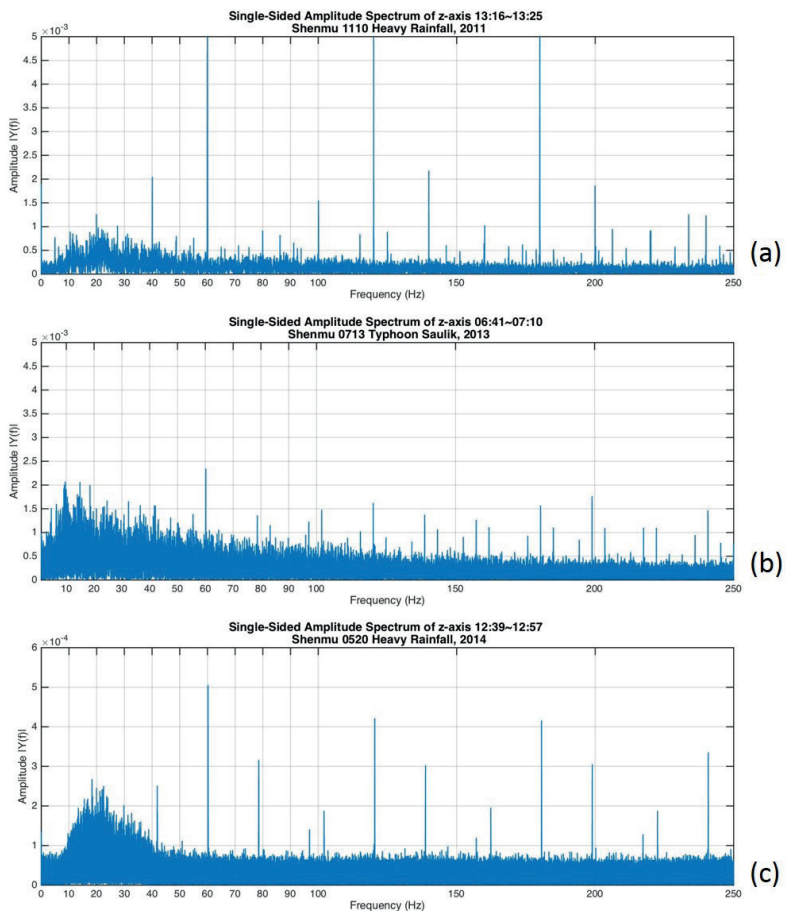 Single-Sided Amplitude Spectrum of z-axis 13:16~13:25
Shenmu 1110 Heavy Rainfall, 2011
×10⁻³
5
4.5
4
3.5
3
2.5
2
1.5
1
0.5
0
Amplitude |Y(f)|
0 10 20 30 40 50 60 70 80 90 100 150 200 250
Frequency (Hz)
(a)
Single-Sided Amplitude Spectrum of z-axis 06:41~07:10
Shenmu 0713 Typhoon Saulik, 2013
×10⁻³
5
4.5
4
3.5
3
2.5
2
1.5
1
0.5
0
Amplitude |Y(f)|
0 10 20 30 40 50 60 70 80 90 100 150 200 250
Frequency (Hz)
(b)
Single-Sided Amplitude Spectrum of z-axis 12:39~12:57
Shenmu 0520 Heavy Rainfall, 2014
×10⁻⁴
6
5
4
3
2
1
0
Amplitude |Y(f)|
0 10 20 30 40 50 60 70 80 90 100 150 200 250
Frequency (Hz)
(c)